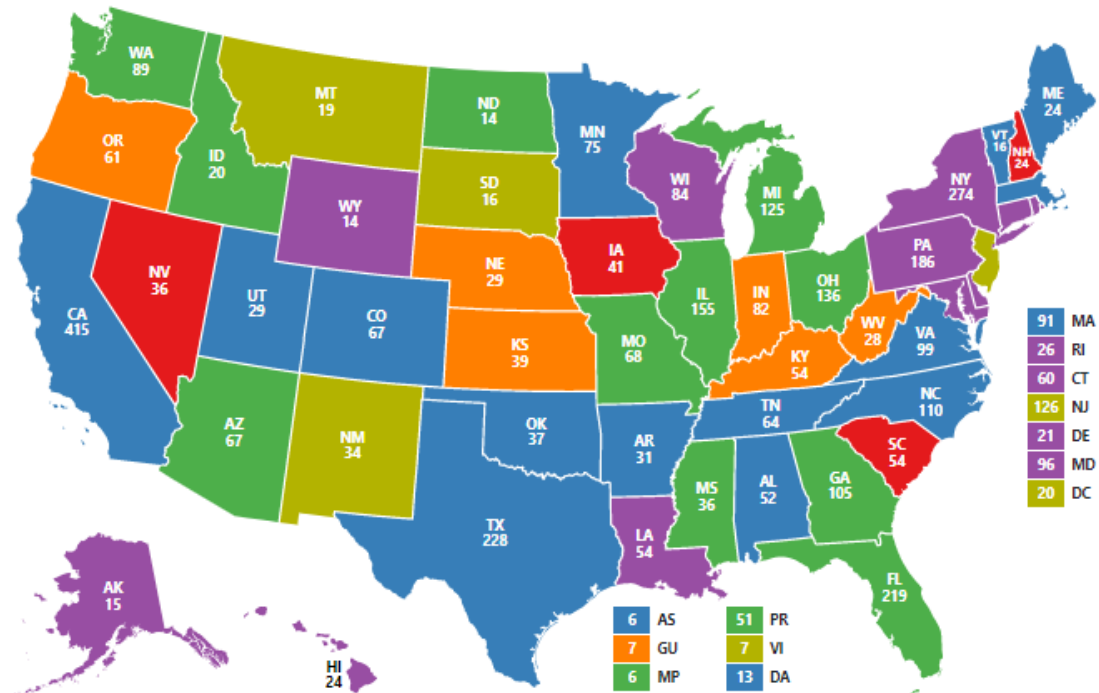 WA
89
MT
19
ND
14
MN
75
ME
24
VT
16
NH
24
OR
61
ID
20
SD
16
WI
84
MI
125
NY
274
WY
14
IA
41
PA
186
NV
36
NE
29
IL
155
IN
82
OH
136
CA
415
UT
29
CO
67
KS
39
MO
68
KY
54
WV
28
VA
99
91 MA
26 RI
60 CT
126 NJ
21 DE
96 MD
20 DC
AZ
67
NM
34
OK
37
AR
31
TN
64
NC
110
SC
54
MS
36
AL
52
GA
105
TX
228
LA
54
FL
219
AK
15
HI
24
6 AS
7 GU
6 MP
51 PR
7 VI
13 DA